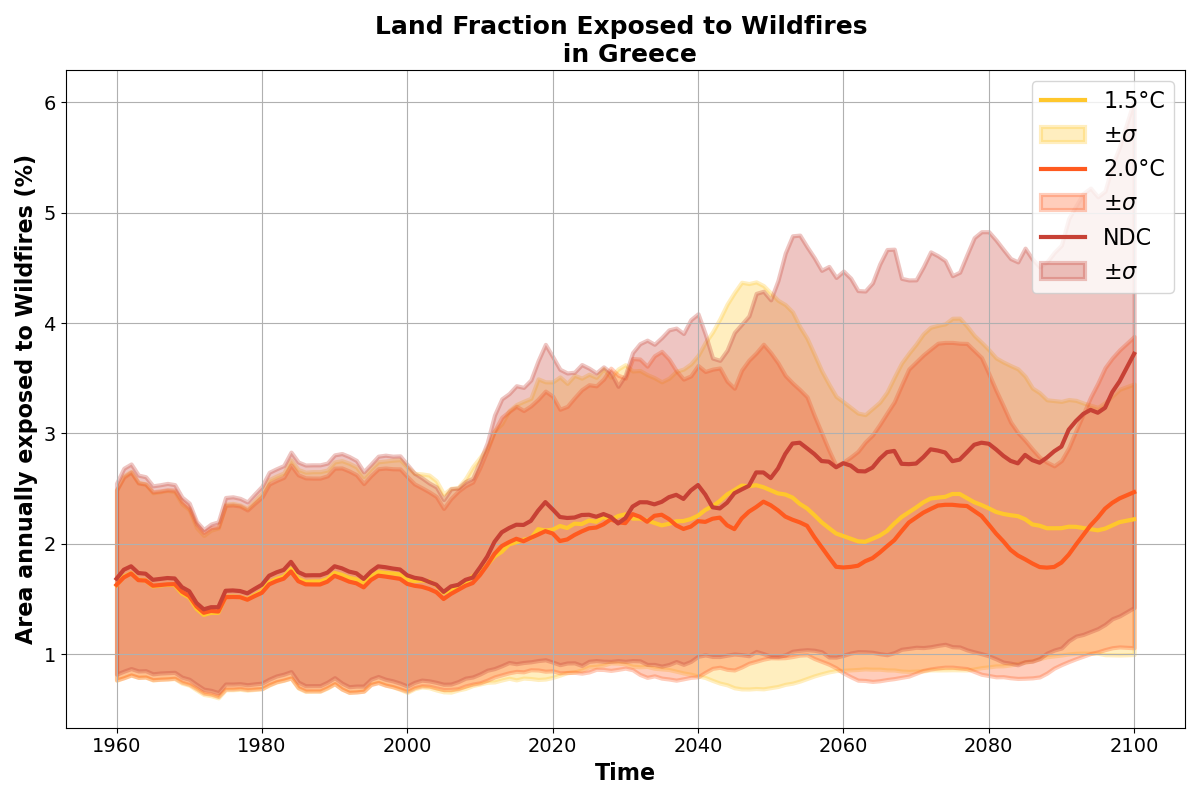 Land Fraction Exposed to Wildfires
in Greece
Area annually exposed to Wildfires (%)
6
5
4
3
2
1
1.5°C
±σ
2.0°C
±σ
NDC
±σ
1960 1980 2000 2020 2040 2060 2080 2100
Time